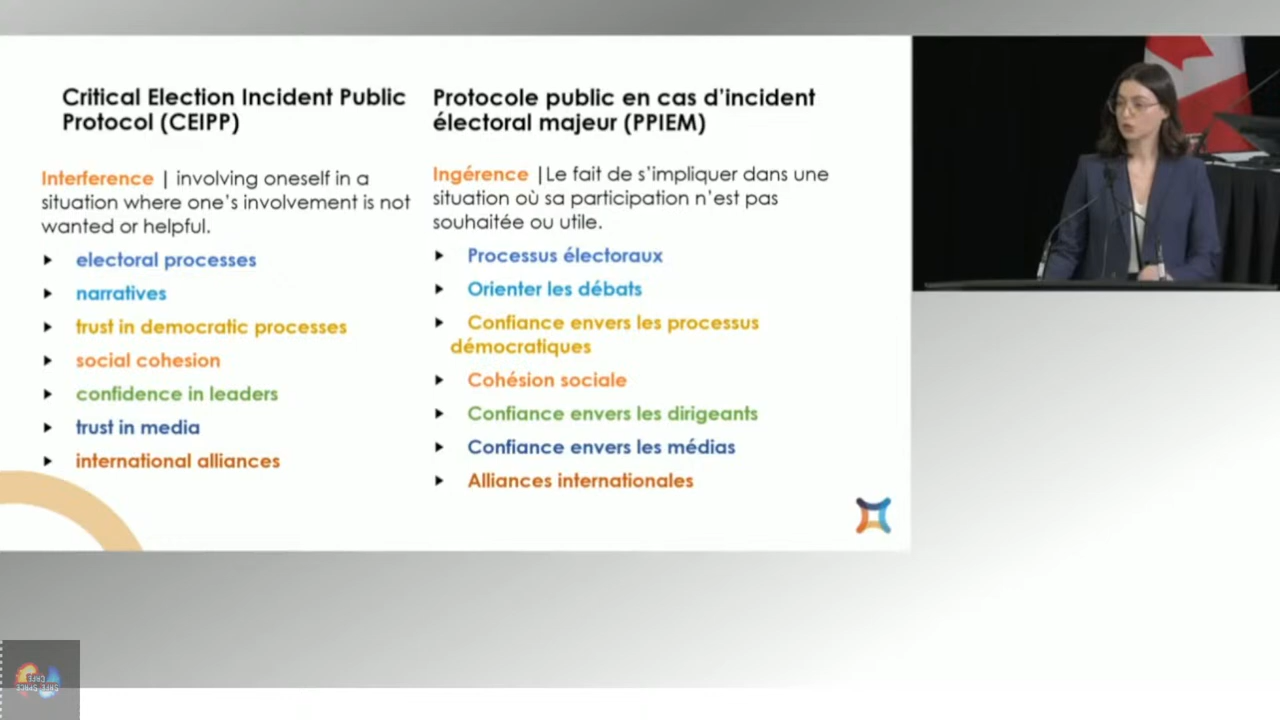 Critical Election Incident Public
Protocol (CEIPP)
Interference | involving oneself in a
situation where one's involvement is not
wanted or helpful.
electoral processes
narratives
trust in democratic processes
social cohesion
confidence in leaders
trust in media
international alliances
Protocole public en cas d'incident
électoral majeur (PPIEM)
Ingérence |Le fait de s'impliquer dans une
situation où sa participation n'est pas
souhaitée ou utile.
Processus électoraux
Orienter les débats
Confiance envers les processus
démocratiques
Cohésion sociale
Confiance envers les dirigeants
Confiance envers les médias
Alliances internationales
SAFE SPACE
CAFE